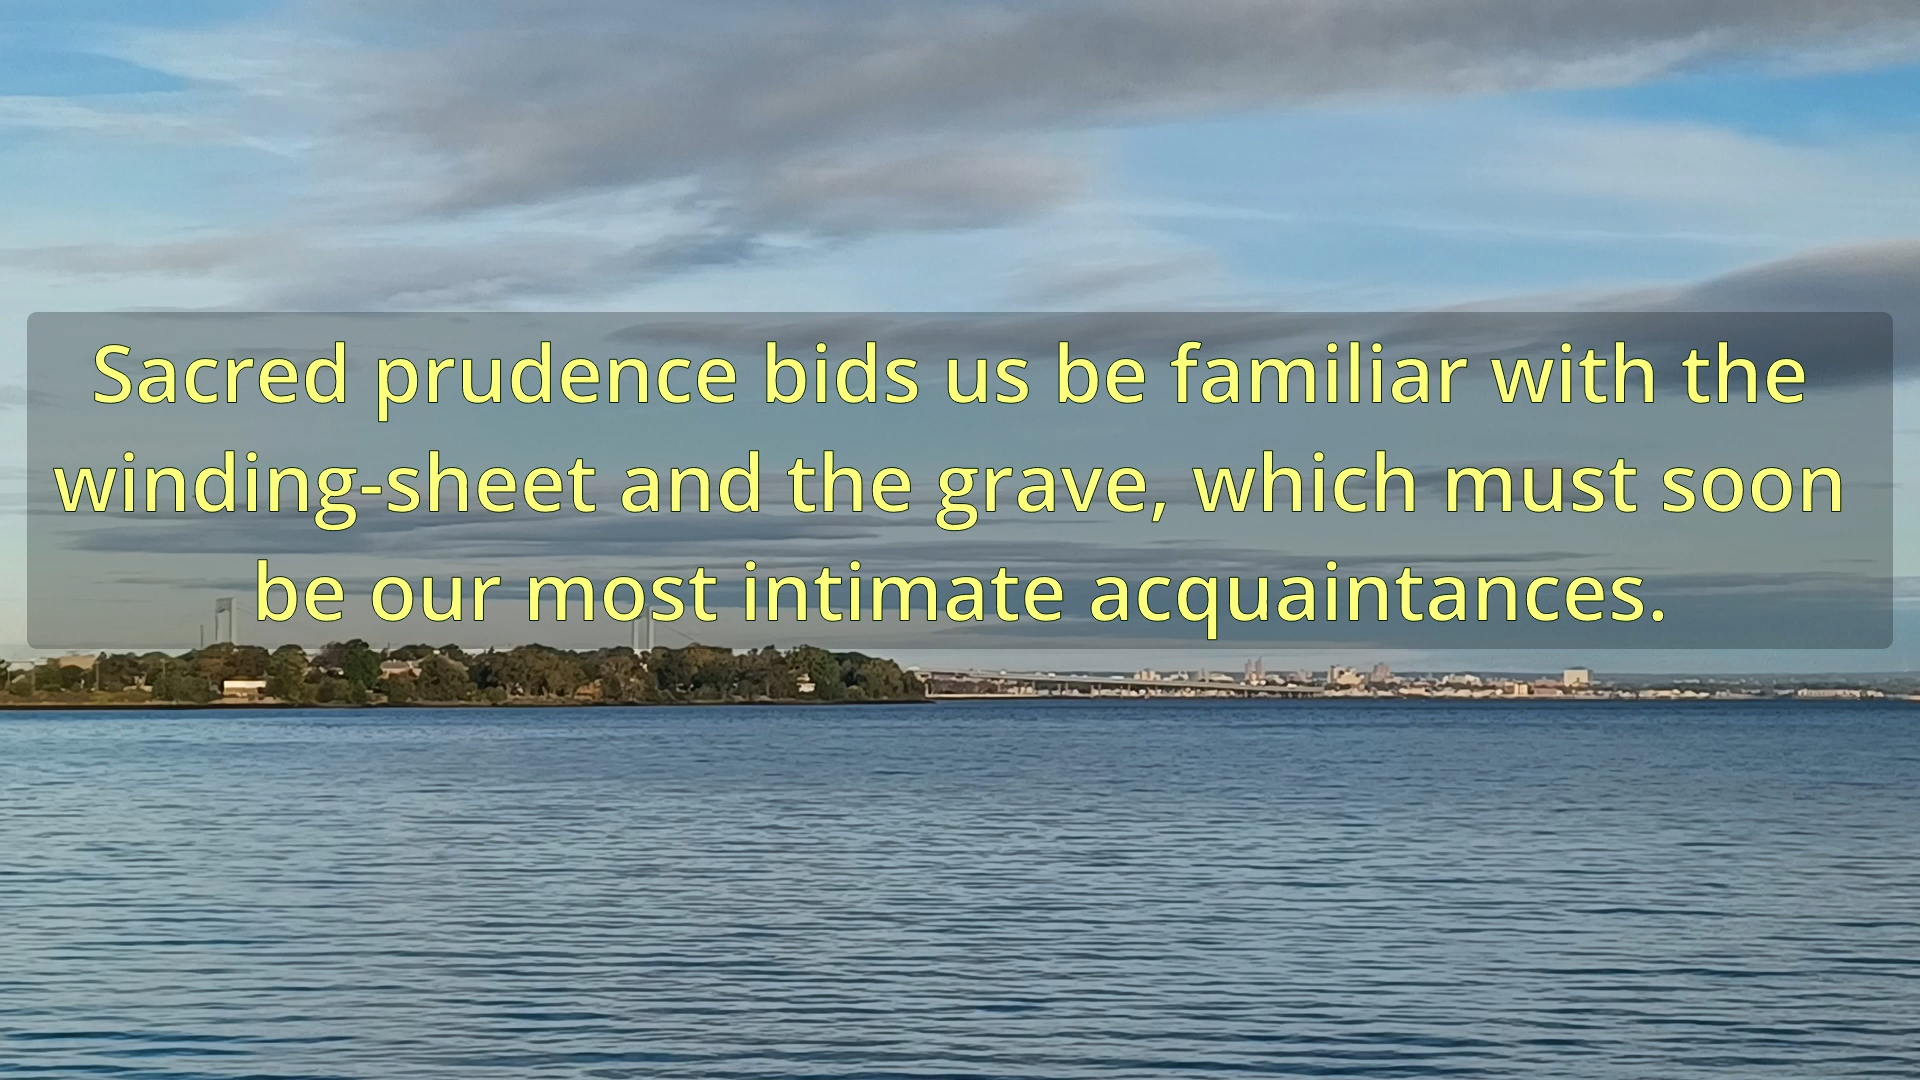 Sacred prudence bids us be familiar with the
winding-sheet and the grave, which must soon
be our most intimate acquaintances.